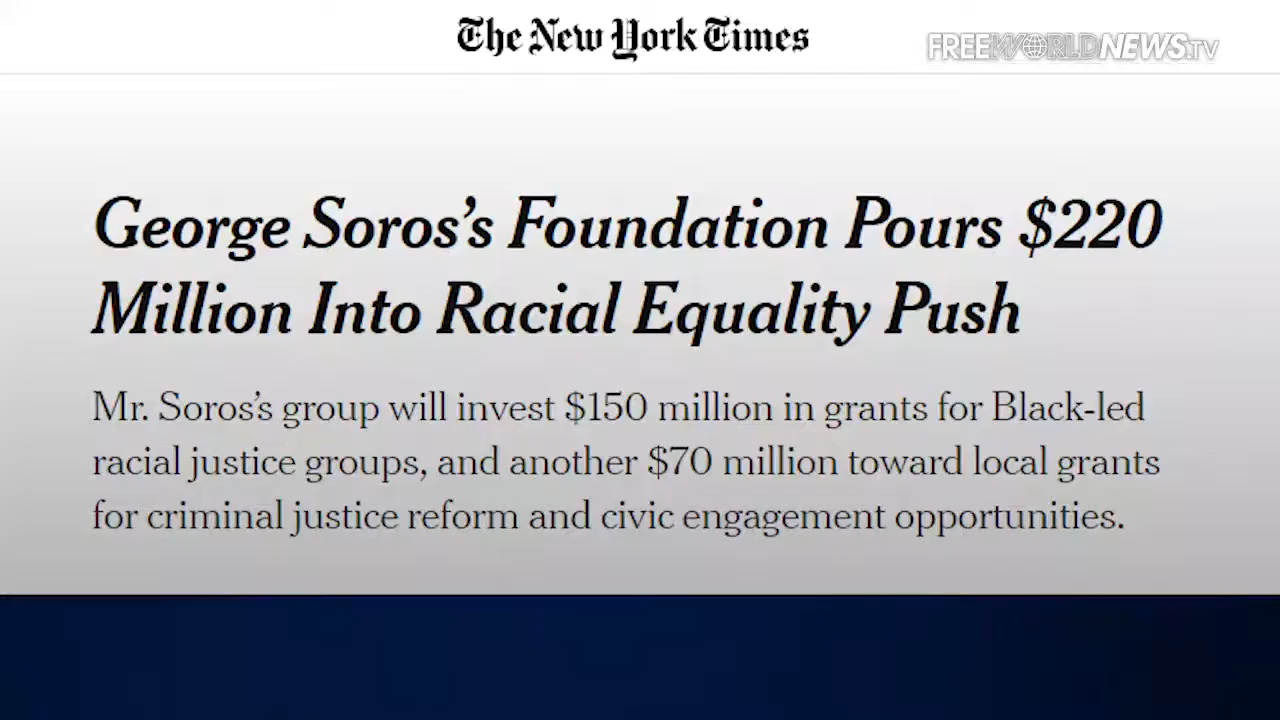 The New York Times
FREEWORLDNEWS.TV
George Soros’s Foundation Pours $220
Million Into Racial Equality Push
Mr. Soros’s group will invest $150 million in grants for Black-led
racial justice groups, and another $70 million toward local grants
for criminal justice reform and civic engagement opportunities.